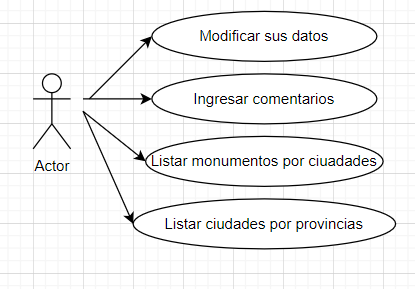 Modificar sus datos
Ingresar comentarios
Actor
Listar monumentos por ciuadades
Listar ciudades por provincias